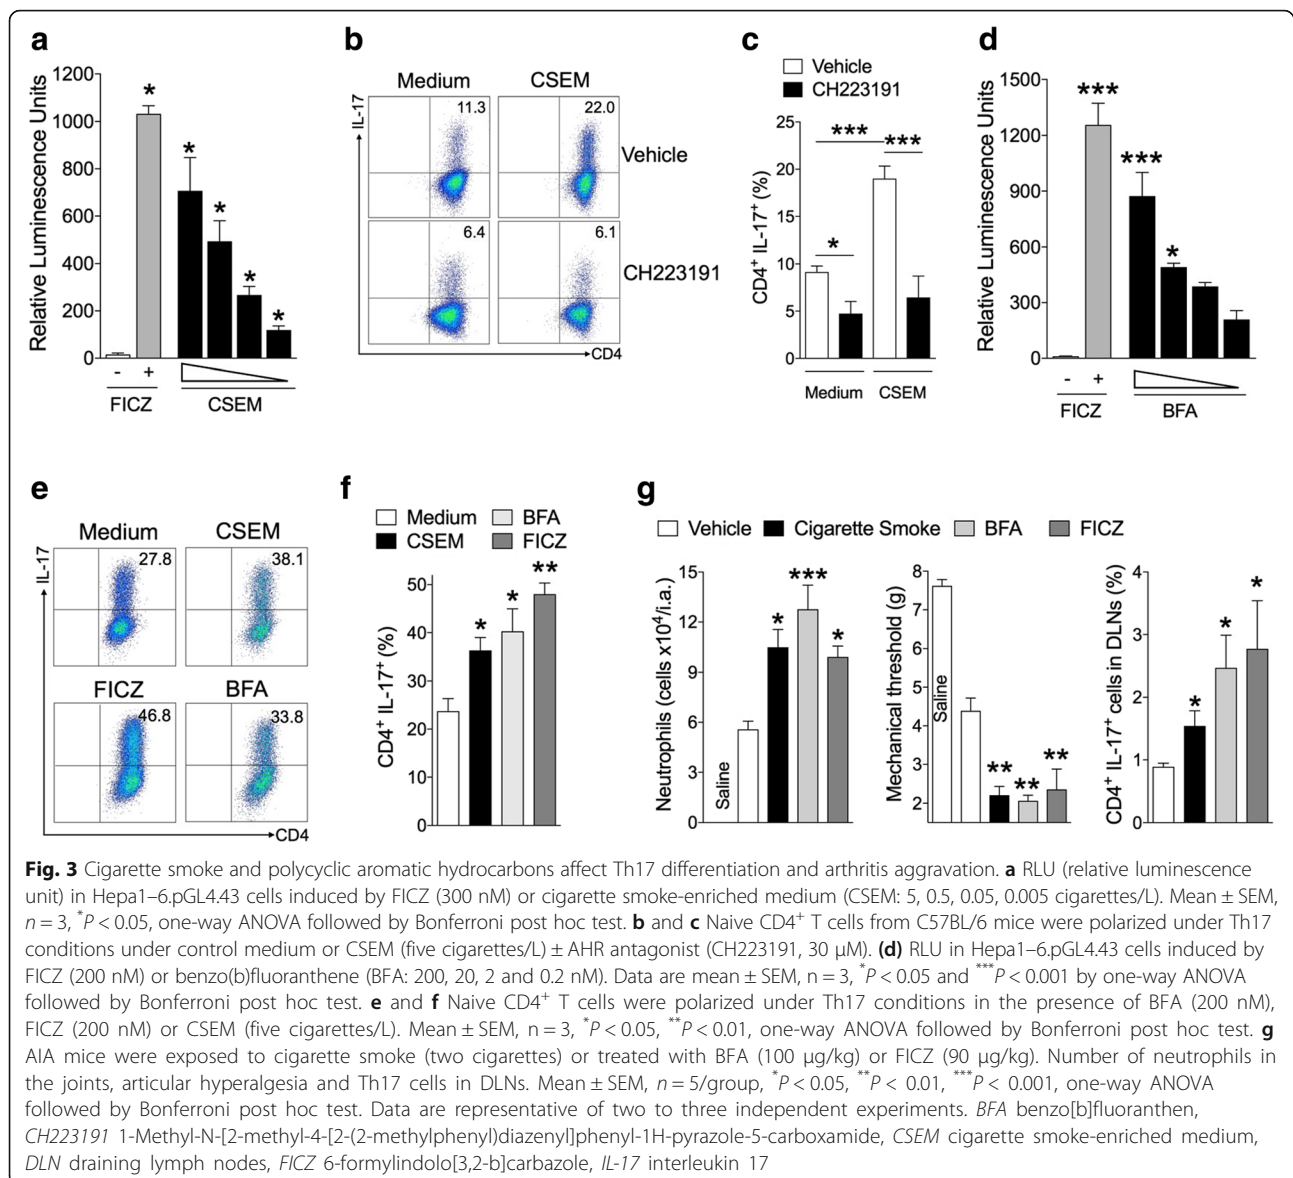 a
Relative Luminescence Units
1200
1000
800
600
400
200
0
*
*
*
*
*
- +
FICZ CSEM
b
Medium CSEM
IL-17
11.3 22.0
Vehicle
6.4 6.1
CH223191
CD4
c
Vehicle
CH223191
CD4+ IL-17+ (%)
25
20
15
10
5
0
*** ***
*
Medium CSEM
d
Relative Luminescence Units
1500
1200
900
600
300
0
***
***
*
- +
FICZ BFA
e
Medium CSEM
IL-17
27.8 38.1
FICZ BFA
46.8 33.8
CD4
f
Medium BFA
CSEM FICZ
CD4+ IL-17+ (%)
50
40
30
20
10
0
* * **
g
Vehicle Cigarette Smoke BFA FICZ
Neutrophils (cells x10⁴/i.a.)
15
12
9
6
3
0
Saline
* *** *
Mechanical threshold (g)
8
7
6
5
4
3
2
Saline
** ** **
CD4+ IL-17+ cells in DLNs (%)
4
3
2
1
0
* * *
Fig. 3 Cigarette smoke and polycyclic aromatic hydrocarbons affect Th17 differentiation and arthritis aggravation. a RLU (relative luminescence
unit) in Hepa1–6.pGL4.43 cells induced by FICZ (300 nM) or cigarette smoke-enriched medium (CSEM: 5, 0.5, 0.05, 0.005 cigarettes/L). Mean ± SEM,
n = 3, *P < 0.05, one-way ANOVA followed by Bonferroni post hoc test. b and c Naive CD4+ T cells from C57BL/6 mice were polarized under Th17
conditions under control medium or CSEM (five cigarettes/L) ± AHR antagonist (CH223191, 30 μM). (d) RLU in Hepa1–6.pGL4.43 cells induced by
FICZ (200 nM) or benzo(b)fluoranthene (BFA: 200, 20, 2 and 0.2 nM). Data are mean ± SEM, n = 3, *P < 0.05 and ***P < 0.001 by one-way ANOVA
followed by Bonferroni post hoc test. e and f Naive CD4+ T cells were polarized under Th17 conditions in the presence of BFA (200 nM),
FICZ (200 nM) or CSEM (five cigarettes/L). Mean ± SEM, n = 3, *P < 0.05, **P < 0.01, one-way ANOVA followed by Bonferroni post hoc test. g
AIA mice were exposed to cigarette smoke (two cigarettes) or treated with BFA (100 μg/kg) or FICZ (90 μg/kg). Number of neutrophils in
the joints, articular hyperalgesia and Th17 cells in DLNs. Mean ± SEM, n = 5/group, *P < 0.05, **P < 0.01, ***P < 0.001, one-way ANOVA
followed by Bonferroni post hoc test. Data are representative of two to three independent experiments. BFA benzo[b]fluoranthen,
CH223191 1-Methyl-N-[2-methyl-4-[2-(2-methylphenyl)diazenyl]phenyl-1H-pyrazole-5-carboxamide, CSEM cigarette smoke-enriched medium,
DLN draining lymph nodes, FICZ 6-formylindolo[3,2-b]carbazole, IL-17 interleukin 17